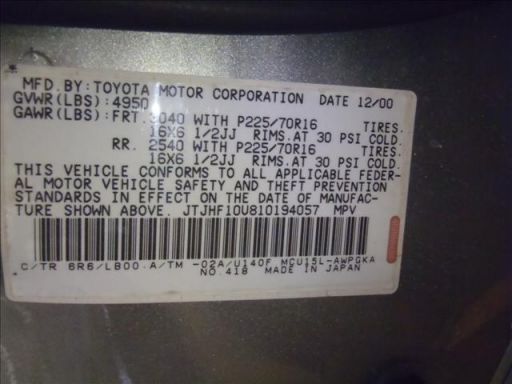 MFD.BY:TOYOTA MOTOR CORPORATION DATE 12/00
GVWR(LBS):4950
GAWR(LBS):FRT.3040 WITH P225/70R16 TIRES.
16X6 1/2JJ RIMS.AT 30 PSI COLD.
RR. 2540 WITH P225/70R16 TIRES.
16X6 1/2JJ RIMS.AT 30 PSI COLD.
THIS VEHICLE CONFORMS TO ALL APPLICABLE FEDER-
AL MOTOR VEHICLE SAFETY AND THEFT PREVENTION
STANDARDS IN EFFECT ON THE DATE OF MANUFAC-
TURE SHOWN ABOVE. JTJHF10U810194057 MPV
C/TR 6R6/LB00.A/TM -02A/U140F MCU15L-AWPGKA
NO.418 MADE IN JAPAN